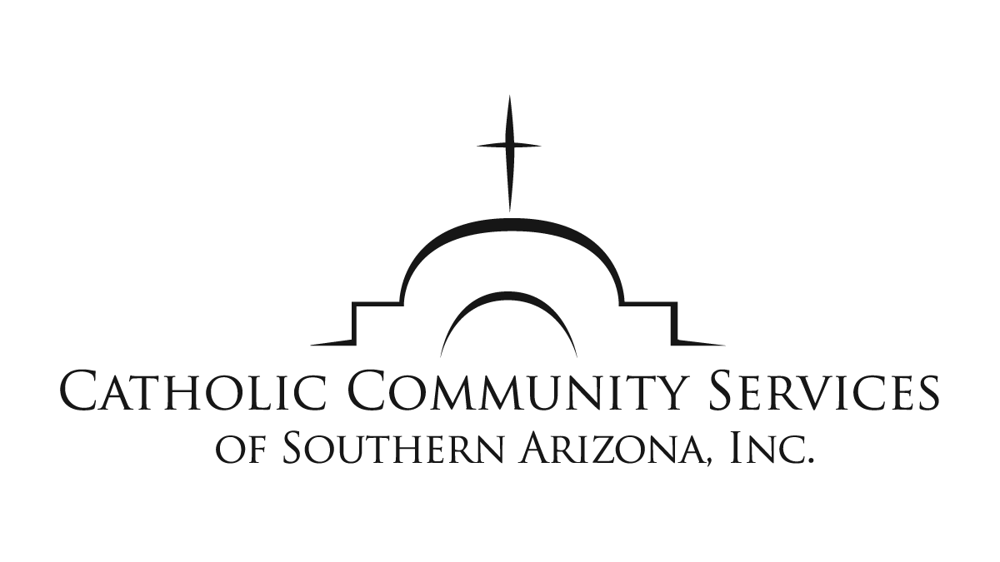 Catholic Community Services
of Southern Arizona, Inc.